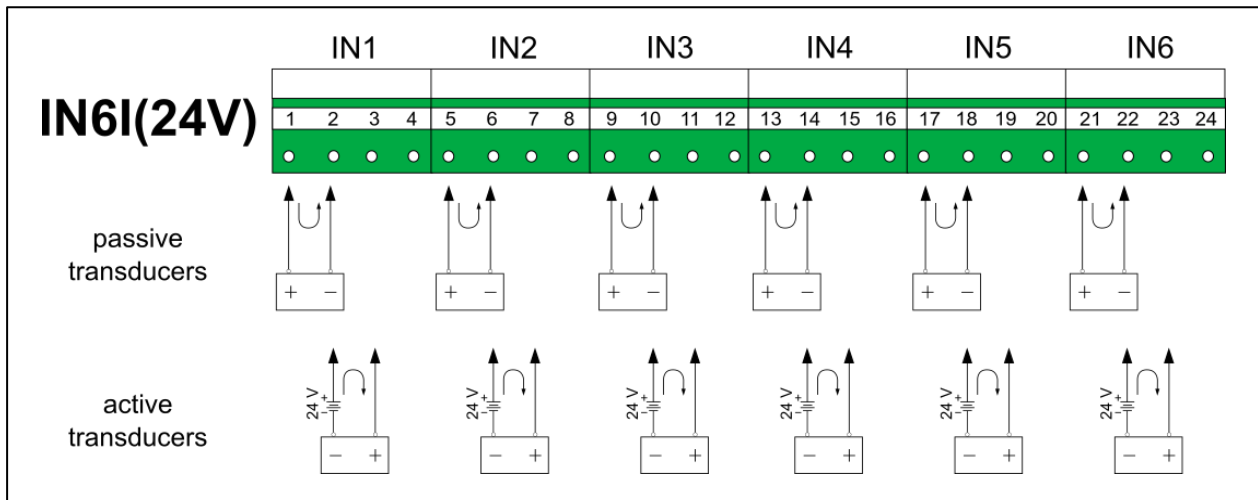 IN1 IN2 IN3 IN4 IN5 IN6
IN6I(24V)
1 2 3 4 5 6 7 8 9 10 11 12 13 14 15 16 17 18 19 20 21 22 23 24
passive
transducers
+ − + − + − + − + − + −
24 V + − 24 V + − 24 V + − 24 V + − 24 V + − 24 V + −
active
transducers
− + − + − + − + − + − +